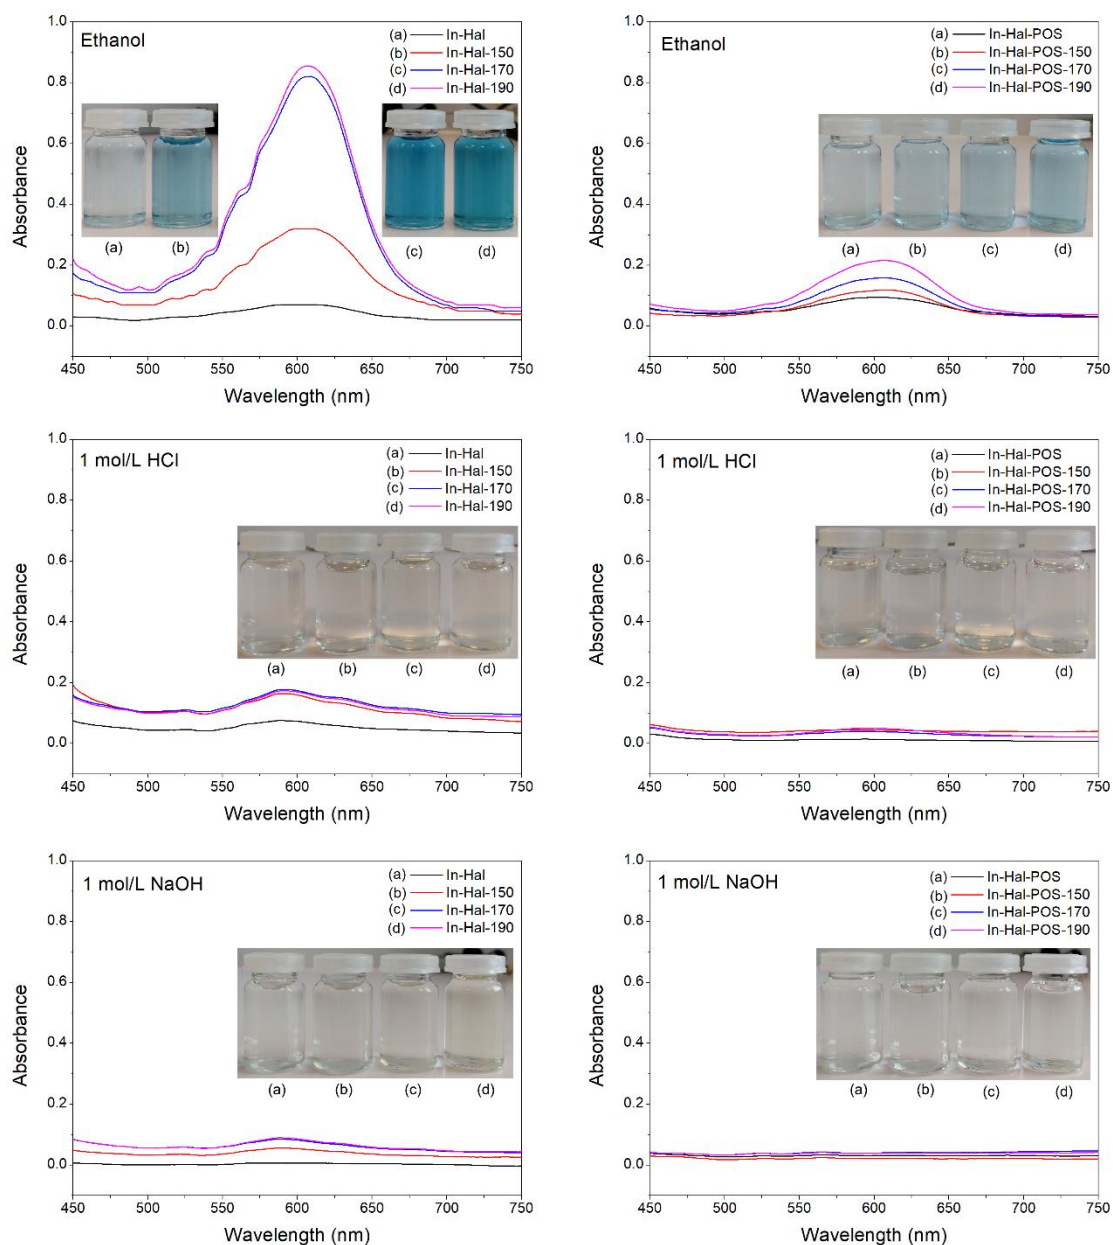 Ethanol
(a) In-Hal
(b) In-Hal-150
(c) In-Hal-170
(d) In-Hal-190
1.0
0.8
0.6
0.4
0.2
0.0
Absorbance
(a) (b) (c) (d)
450 500 550 600 650 700 750
Wavelength (nm)
Ethanol
(a) In-Hal-POS
(b) In-Hal-POS-150
(c) In-Hal-POS-170
(d) In-Hal-POS-190
1.0
0.8
0.6
0.4
0.2
0.0
Absorbance
(a) (b) (c) (d)
450 500 550 600 650 700 750
Wavelength (nm)
1 mol/L HCl
(a) In-Hal
(b) In-Hal-150
(c) In-Hal-170
(d) In-Hal-190
1.0
0.8
0.6
0.4
0.2
0.0
Absorbance
(a) (b) (c) (d)
450 500 550 600 650 700 750
Wavelength (nm)
1 mol/L HCl
(a) In-Hal-POS
(b) In-Hal-POS-150
(c) In-Hal-POS-170
(d) In-Hal-POS-190
1.0
0.8
0.6
0.4
0.2
0.0
Absorbance
(a) (b) (c) (d)
450 500 550 600 650 700 750
Wavelength (nm)
1 mol/L NaOH
(a) In-Hal
(b) In-Hal-150
(c) In-Hal-170
(d) In-Hal-190
1.0
0.8
0.6
0.4
0.2
0.0
Absorbance
(a) (b) (c) (d)
450 500 550 600 650 700 750
Wavelength (nm)
1 mol/L NaOH
(a) In-Hal-POS
(b) In-Hal-POS-150
(c) In-Hal-POS-170
(d) In-Hal-POS-190
1.0
0.8
0.6
0.4
0.2
0.0
Absorbance
(a) (b) (c) (d)
450 500 550 600 650 700 750
Wavelength (nm)